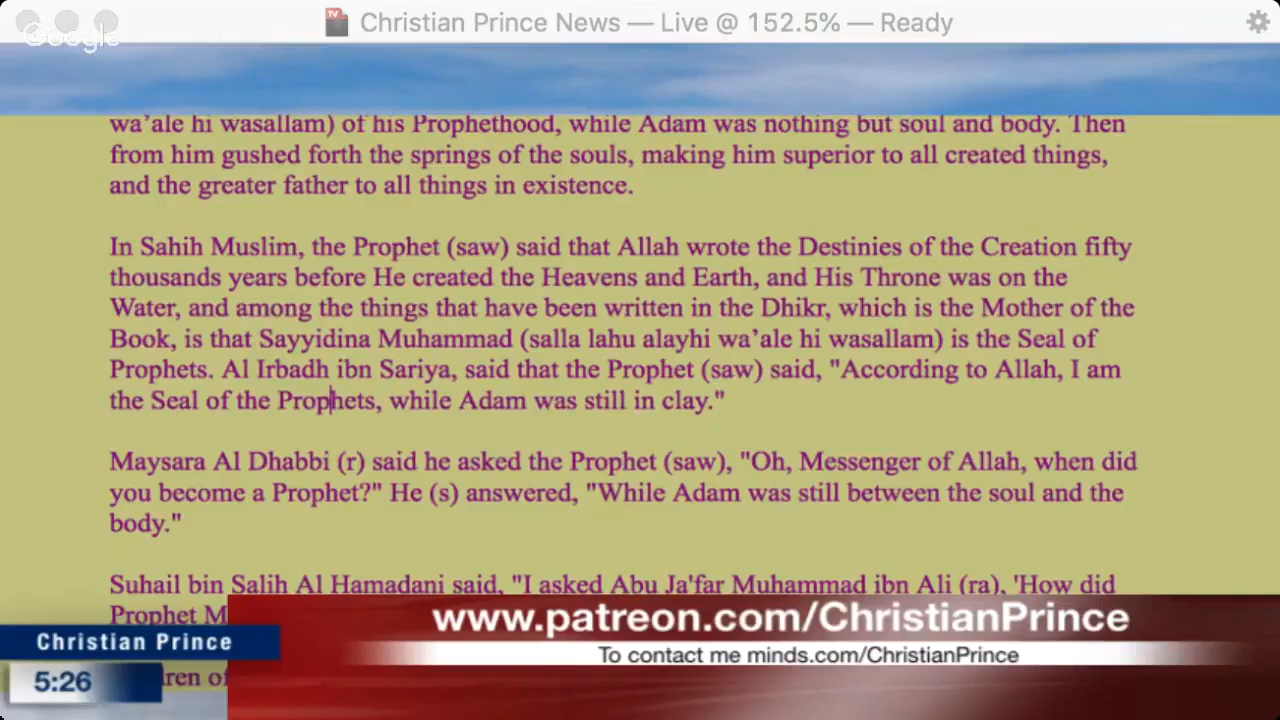 Christian Prince News — Live @ 152.5% — Ready
Google
wa’ale hi wasallam) of his Prophethood, while Adam was nothing but soul and body. Then
from him gushed forth the springs of the souls, making him superior to all created things,
and the greater father to all things in existence.
In Sahih Muslim, the Prophet (saw) said that Allah wrote the Destinies of the Creation fifty
thousands years before He created the Heavens and Earth, and His Throne was on the
Water, and among the things that have been written in the Dhikr, which is the Mother of the
Book, is that Sayyidina Muhammad (salla lahu alayhi wa’ale hi wasallam) is the Seal of
Prophets. Al Irbadh ibn Sariya, said that the Prophet (saw) said, "According to Allah, I am
the Seal of the Prophets, while Adam was still in clay."
Maysara Al Dhabbi (r) said he asked the Prophet (saw), "Oh, Messenger of Allah, when did
you become a Prophet?" He (s) answered, "While Adam was still between the soul and the
body."
Suhail bin Salih Al Hamadani said, "I asked Abu Ja'far Muhammad ibn Ali (ra), 'How did
Prophet M
www.patreon.com/ChristianPrince
Christian Prince
To contact me minds.com/ChristianPrince
5:26
dren of